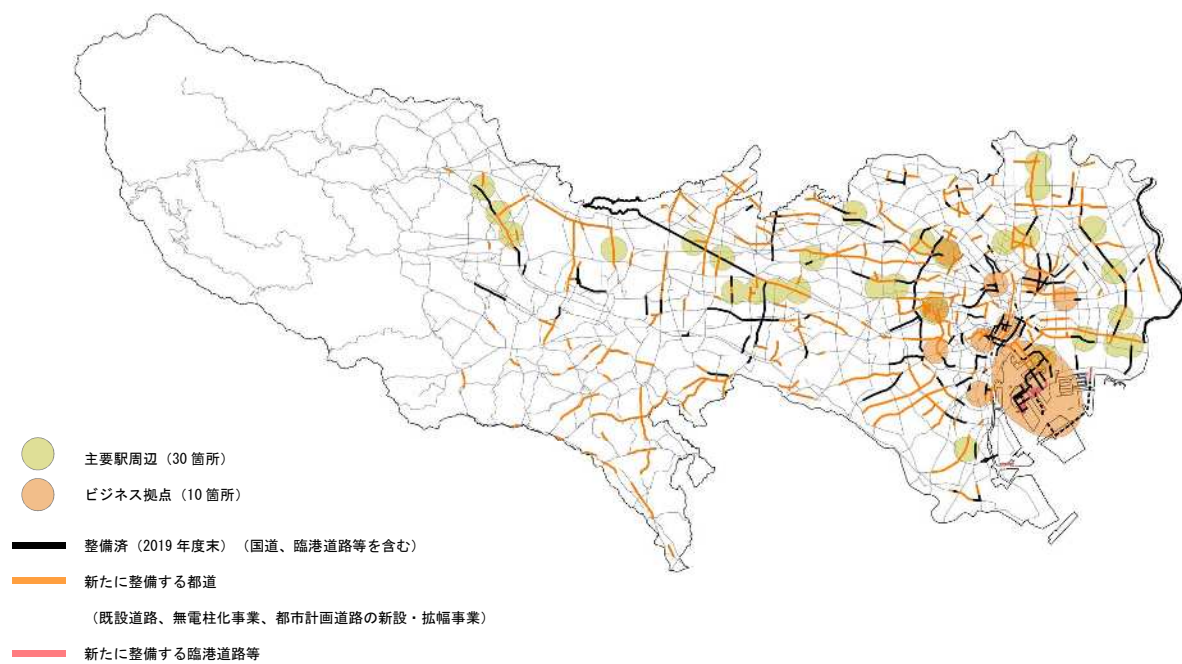 主要駅周辺（30 箇所）
ビジネス拠点（10 箇所）
整備済（2019 年度末）（国道、臨港道路等を含む）
新たに整備する都道
（既設道路、無電柱化事業、都市計画道路の新設・拡幅事業）
新たに整備する臨港道路等